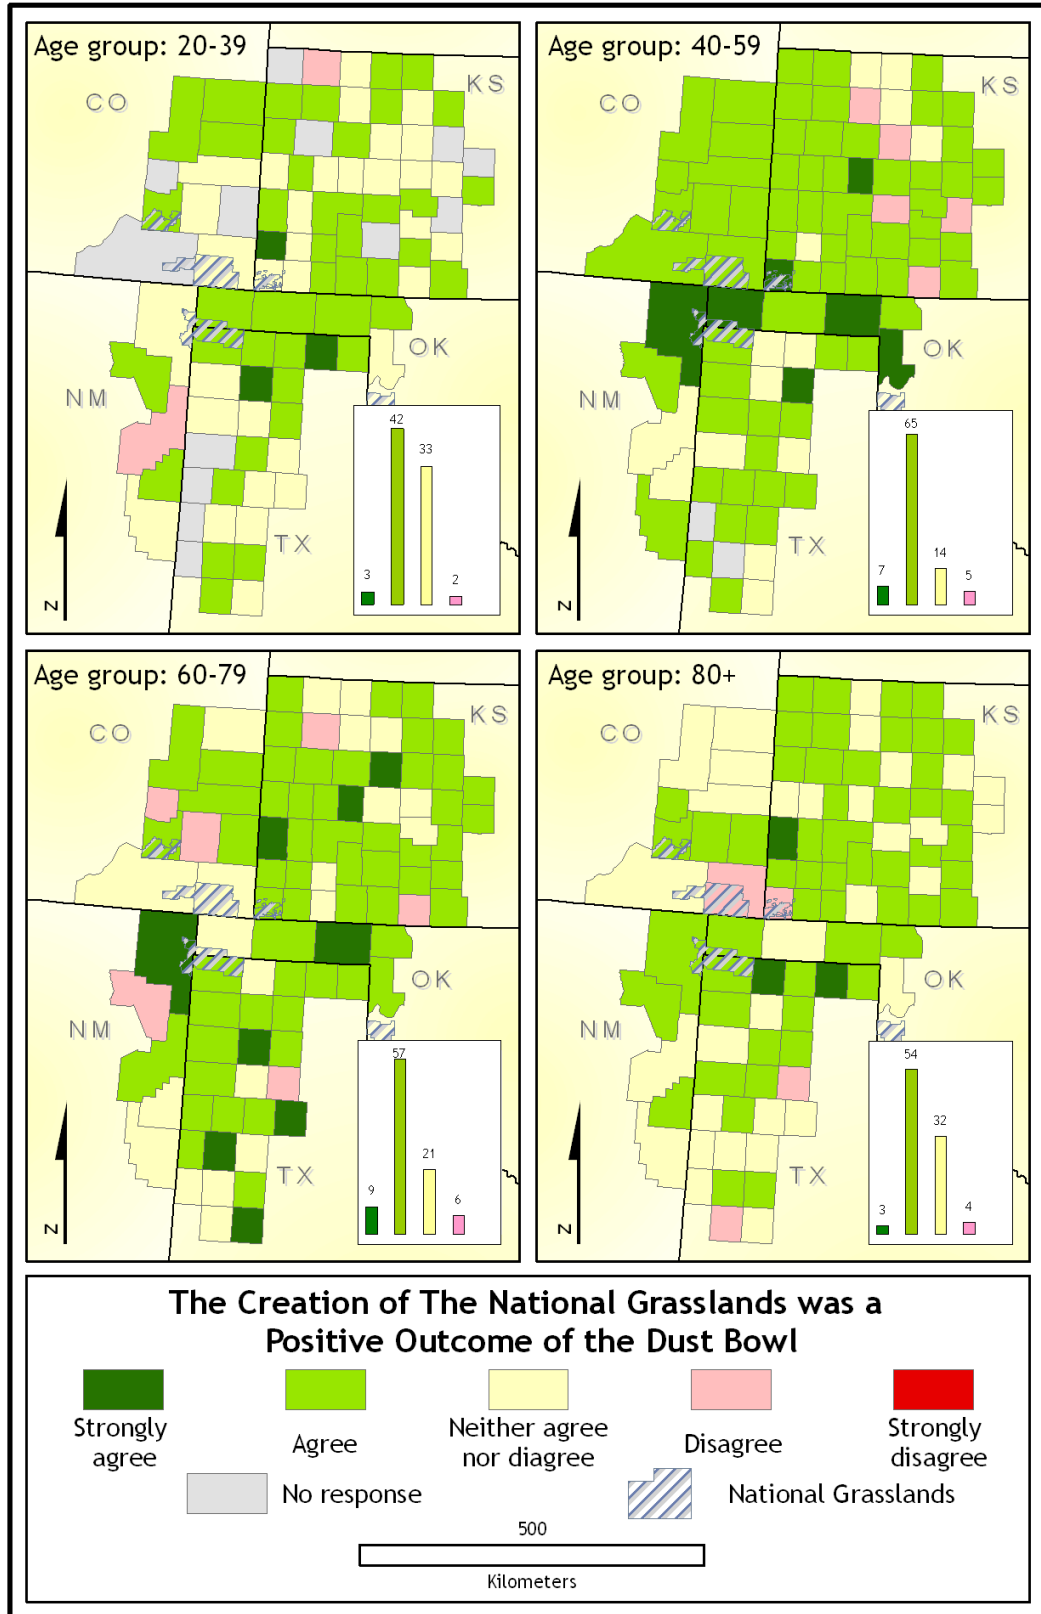 Age group: 20-39
CO
KS
OK
NM
TX
N
3
42
33
2
Age group: 40-59
CO
KS
OK
NM
TX
N
7
65
14
5
Age group: 60-79
CO
KS
OK
NM
TX
N
9
57
21
6
Age group: 80+
CO
KS
OK
NM
TX
N
3
54
32
4
The Creation of The National Grasslands was a
Positive Outcome of the Dust Bowl
Strongly
agree
Agree
Neither agree
nor diagree
Disagree
Strongly
disagree
No response
National Grasslands
500
Kilometers